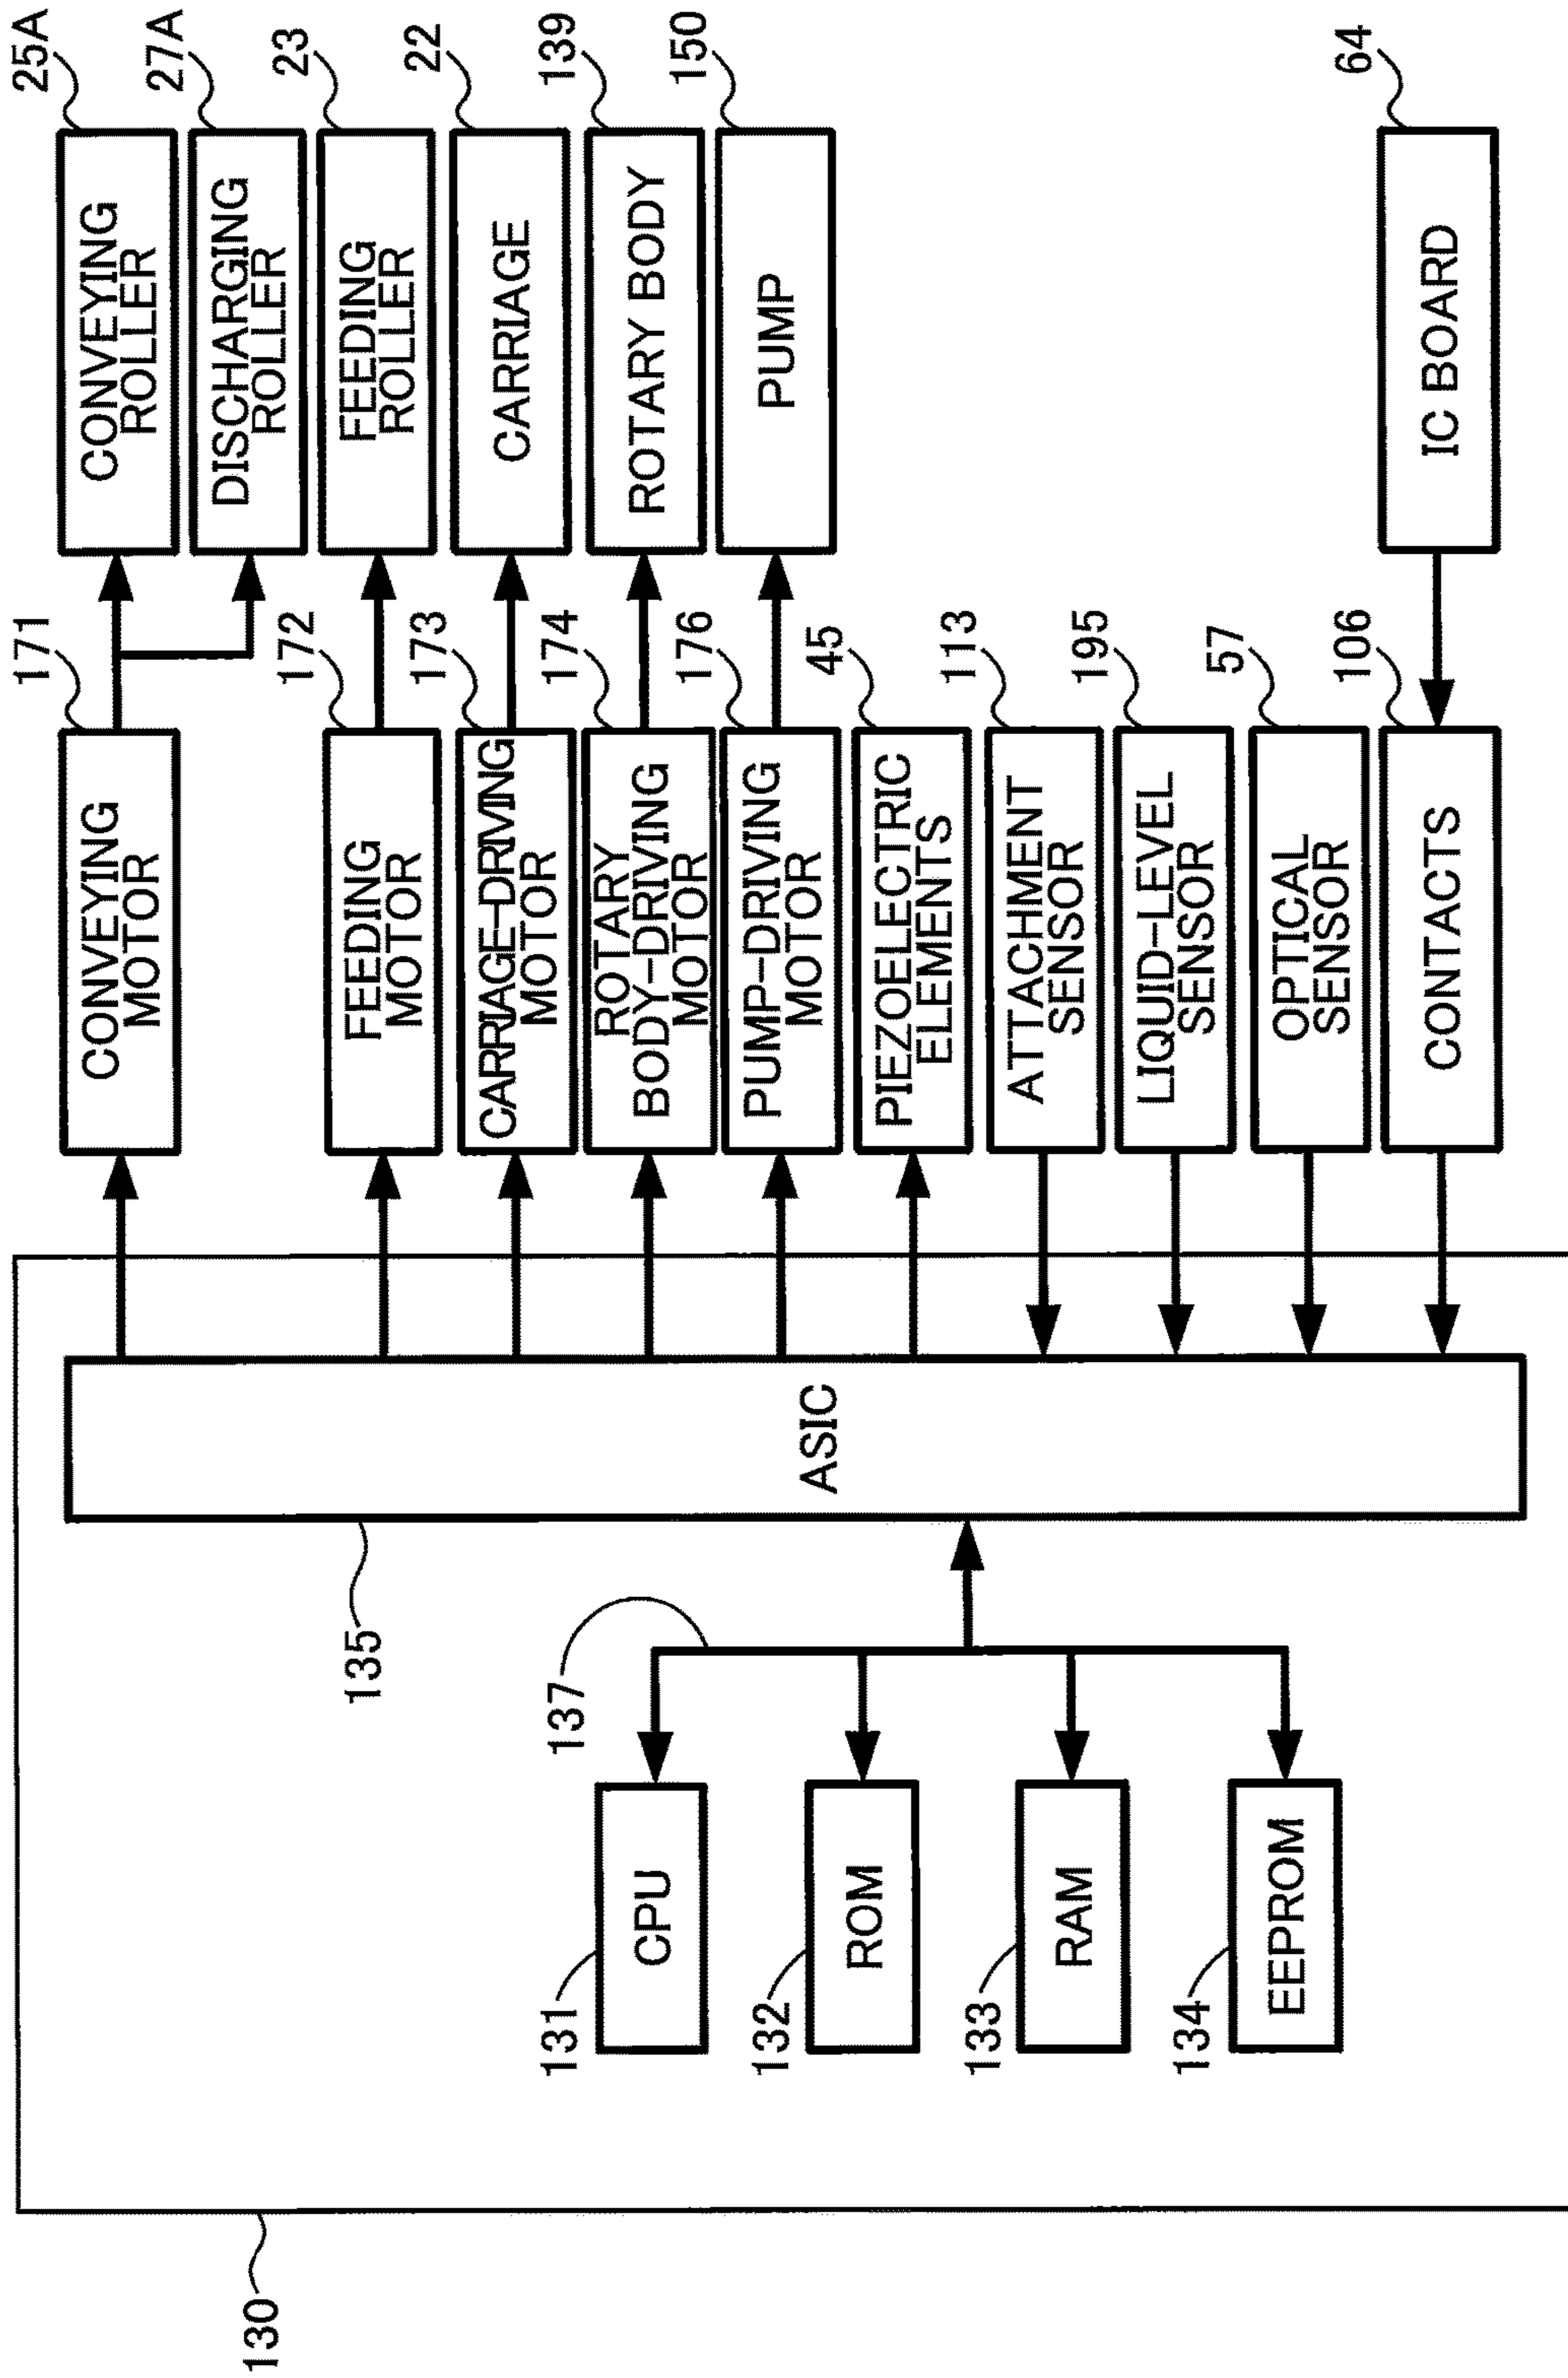 130
135
137
131
CPU
132
ROM
133
RAM
134
EEPROM
ASIC
171
CONVEYING
MOTOR
172
FEEDING
MOTOR
173
CARRIAGE-DRIVING
MOTOR
174
ROTARY
BODY-DRIVING
MOTOR
176
PUMP-DRIVING
MOTOR
45
PIEZOELECTRIC
ELEMENTS
113
ATTACHMENT
SENSOR
195
LIQUID-LEVEL
SENSOR
57
OPTICAL
SENSOR
106
CONTACTS
25A
CONVEYING
ROLLER
27A
DISCHARGING
ROLLER
23
FEEDING
ROLLER
22
CARRIAGE
139
ROTARY BODY
150
PUMP
64
IC BOARD